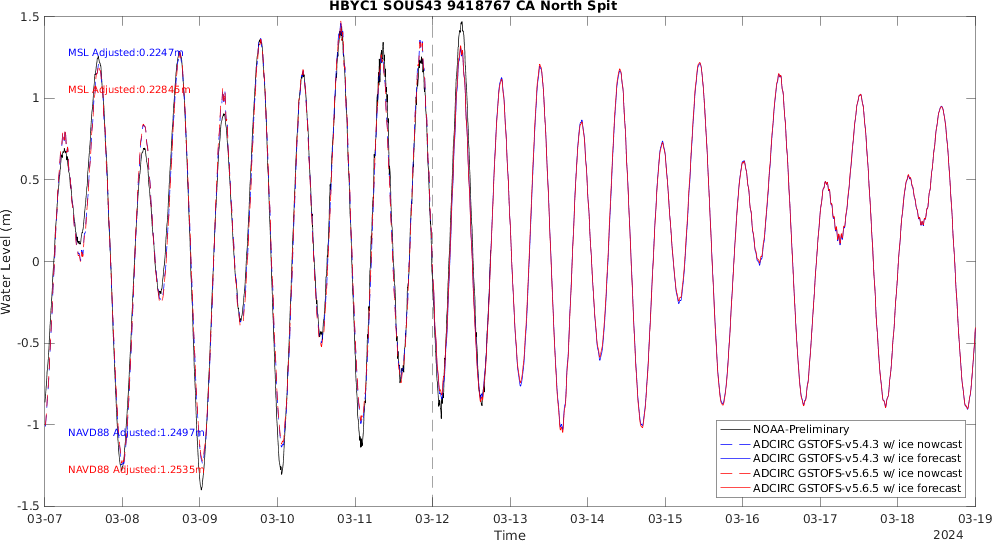 HBYC1 SOUS43 9418767 CA North Spit
1.5
1
0.5
0
-0.5
-1
-1.5
Water Level (m)
MSL Adjusted:0.2247m
MSL Adjusted:0.22845m
NAVD88 Adjusted:1.2497m
NAVD88 Adjusted:1.2535m
NOAA-Preliminary
ADCIRC GSTOFS-v5.4.3 w/ ice nowcast
ADCIRC GSTOFS-v5.4.3 w/ ice forecast
ADCIRC GSTOFS-v5.6.5 w/ ice nowcast
ADCIRC GSTOFS-v5.6.5 w/ ice forecast
03-07 03-08 03-09 03-10 03-11 03-12 03-13 03-14 03-15 03-16 03-17 03-18 03-19
Time
2024